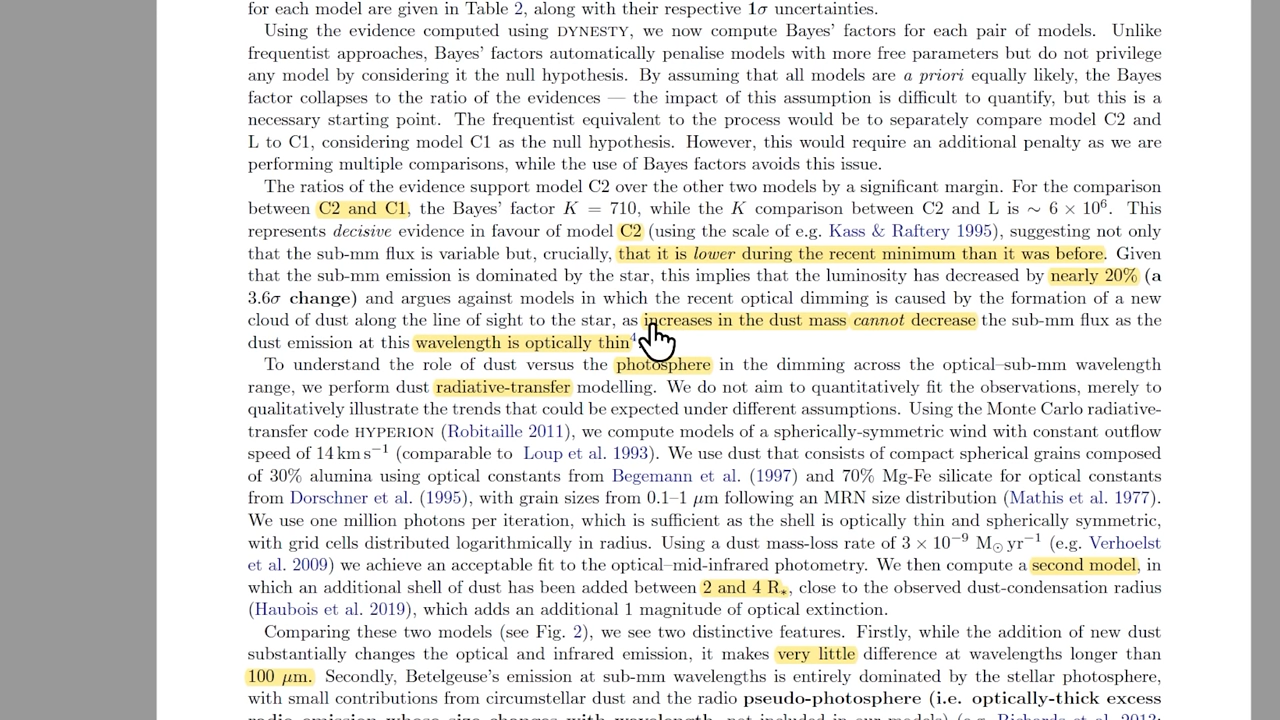 for each model are given in Table 2, along with their respective 1σ uncertainties.
Using the evidence computed using DYNESTY, we now compute Bayes' factors for each pair of models. Unlike
frequentist approaches, Bayes' factors automatically penalise models with more free parameters but do not privilege
any model by considering it the null hypothesis. By assuming that all models are a priori equally likely, the Bayes
factor collapses to the ratio of the evidences — the impact of this assumption is difficult to quantify, but this is a
necessary starting point. The frequentist equivalent to the process would be to separately compare model C2 and
L to C1, considering model C1 as the null hypothesis. However, this would require an additional penalty as we are
performing multiple comparisons, while the use of Bayes factors avoids this issue.
The ratios of the evidence support model C2 over the other two models by a significant margin. For the comparison
between C2 and C1, the Bayes' factor K = 710, while the K comparison between C2 and L is ~ 6 × 10⁶. This
represents decisive evidence in favour of model C2 (using the scale of e.g. Kass & Raftery 1995), suggesting not only
that the sub-mm flux is variable but, crucially, that it is lower during the recent minimum than it was before. Given
that the sub-mm emission is dominated by the star, this implies that the luminosity has decreased by nearly 20% (a
3.6σ change) and argues against models in which the recent optical dimming is caused by the formation of a new
cloud of dust along the line of sight to the star, as increases in the dust mass cannot decrease the sub-mm flux as the
dust emission at this wavelength is optically thin⁴
To understand the role of dust versus the photosphere in the dimming across the optical–sub-mm wavelength
range, we perform dust radiative-transfer modelling. We do not aim to quantitatively fit the observations, merely to
qualitatively illustrate the trends that could be expected under different assumptions. Using the Monte Carlo radiative-
transfer code HYPERION (Robitaille 2011), we compute models of a spherically-symmetric wind with constant outflow
speed of 14 km s⁻¹ (comparable to Loup et al. 1993). We use dust that consists of compact spherical grains composed
of 30% alumina using optical constants from Begemann et al. (1997) and 70% Mg-Fe silicate for optical constants
from Dorschner et al. (1995), with grain sizes from 0.1–1 μm following an MRN size distribution (Mathis et al. 1977).
We use one million photons per iteration, which is sufficient as the shell is optically thin and spherically symmetric,
with grid cells distributed logarithmically in radius. Using a dust mass-loss rate of 3 × 10⁻⁹ M⊙ yr⁻¹ (e.g. Verhoelst
et al. 2009) we achieve an acceptable fit to the optical–mid-infrared photometry. We then compute a second model, in
which an additional shell of dust has been added between 2 and 4 R⁎, close to the observed dust-condensation radius
(Haubois et al. 2019), which adds an additional 1 magnitude of optical extinction.
Comparing these two models (see Fig. 2), we see two distinctive features. Firstly, while the addition of new dust
substantially changes the optical and infrared emission, it makes very little difference at wavelengths longer than
100 μm. Secondly, Betelgeuse's emission at sub-mm wavelengths is entirely dominated by the stellar photosphere,
with small contributions from circumstellar dust and the radio pseudo-photosphere (i.e. optically-thick excess
radio emission whose size changes with wavelength, not included in our models) (e.g. Richards et al. 2013;